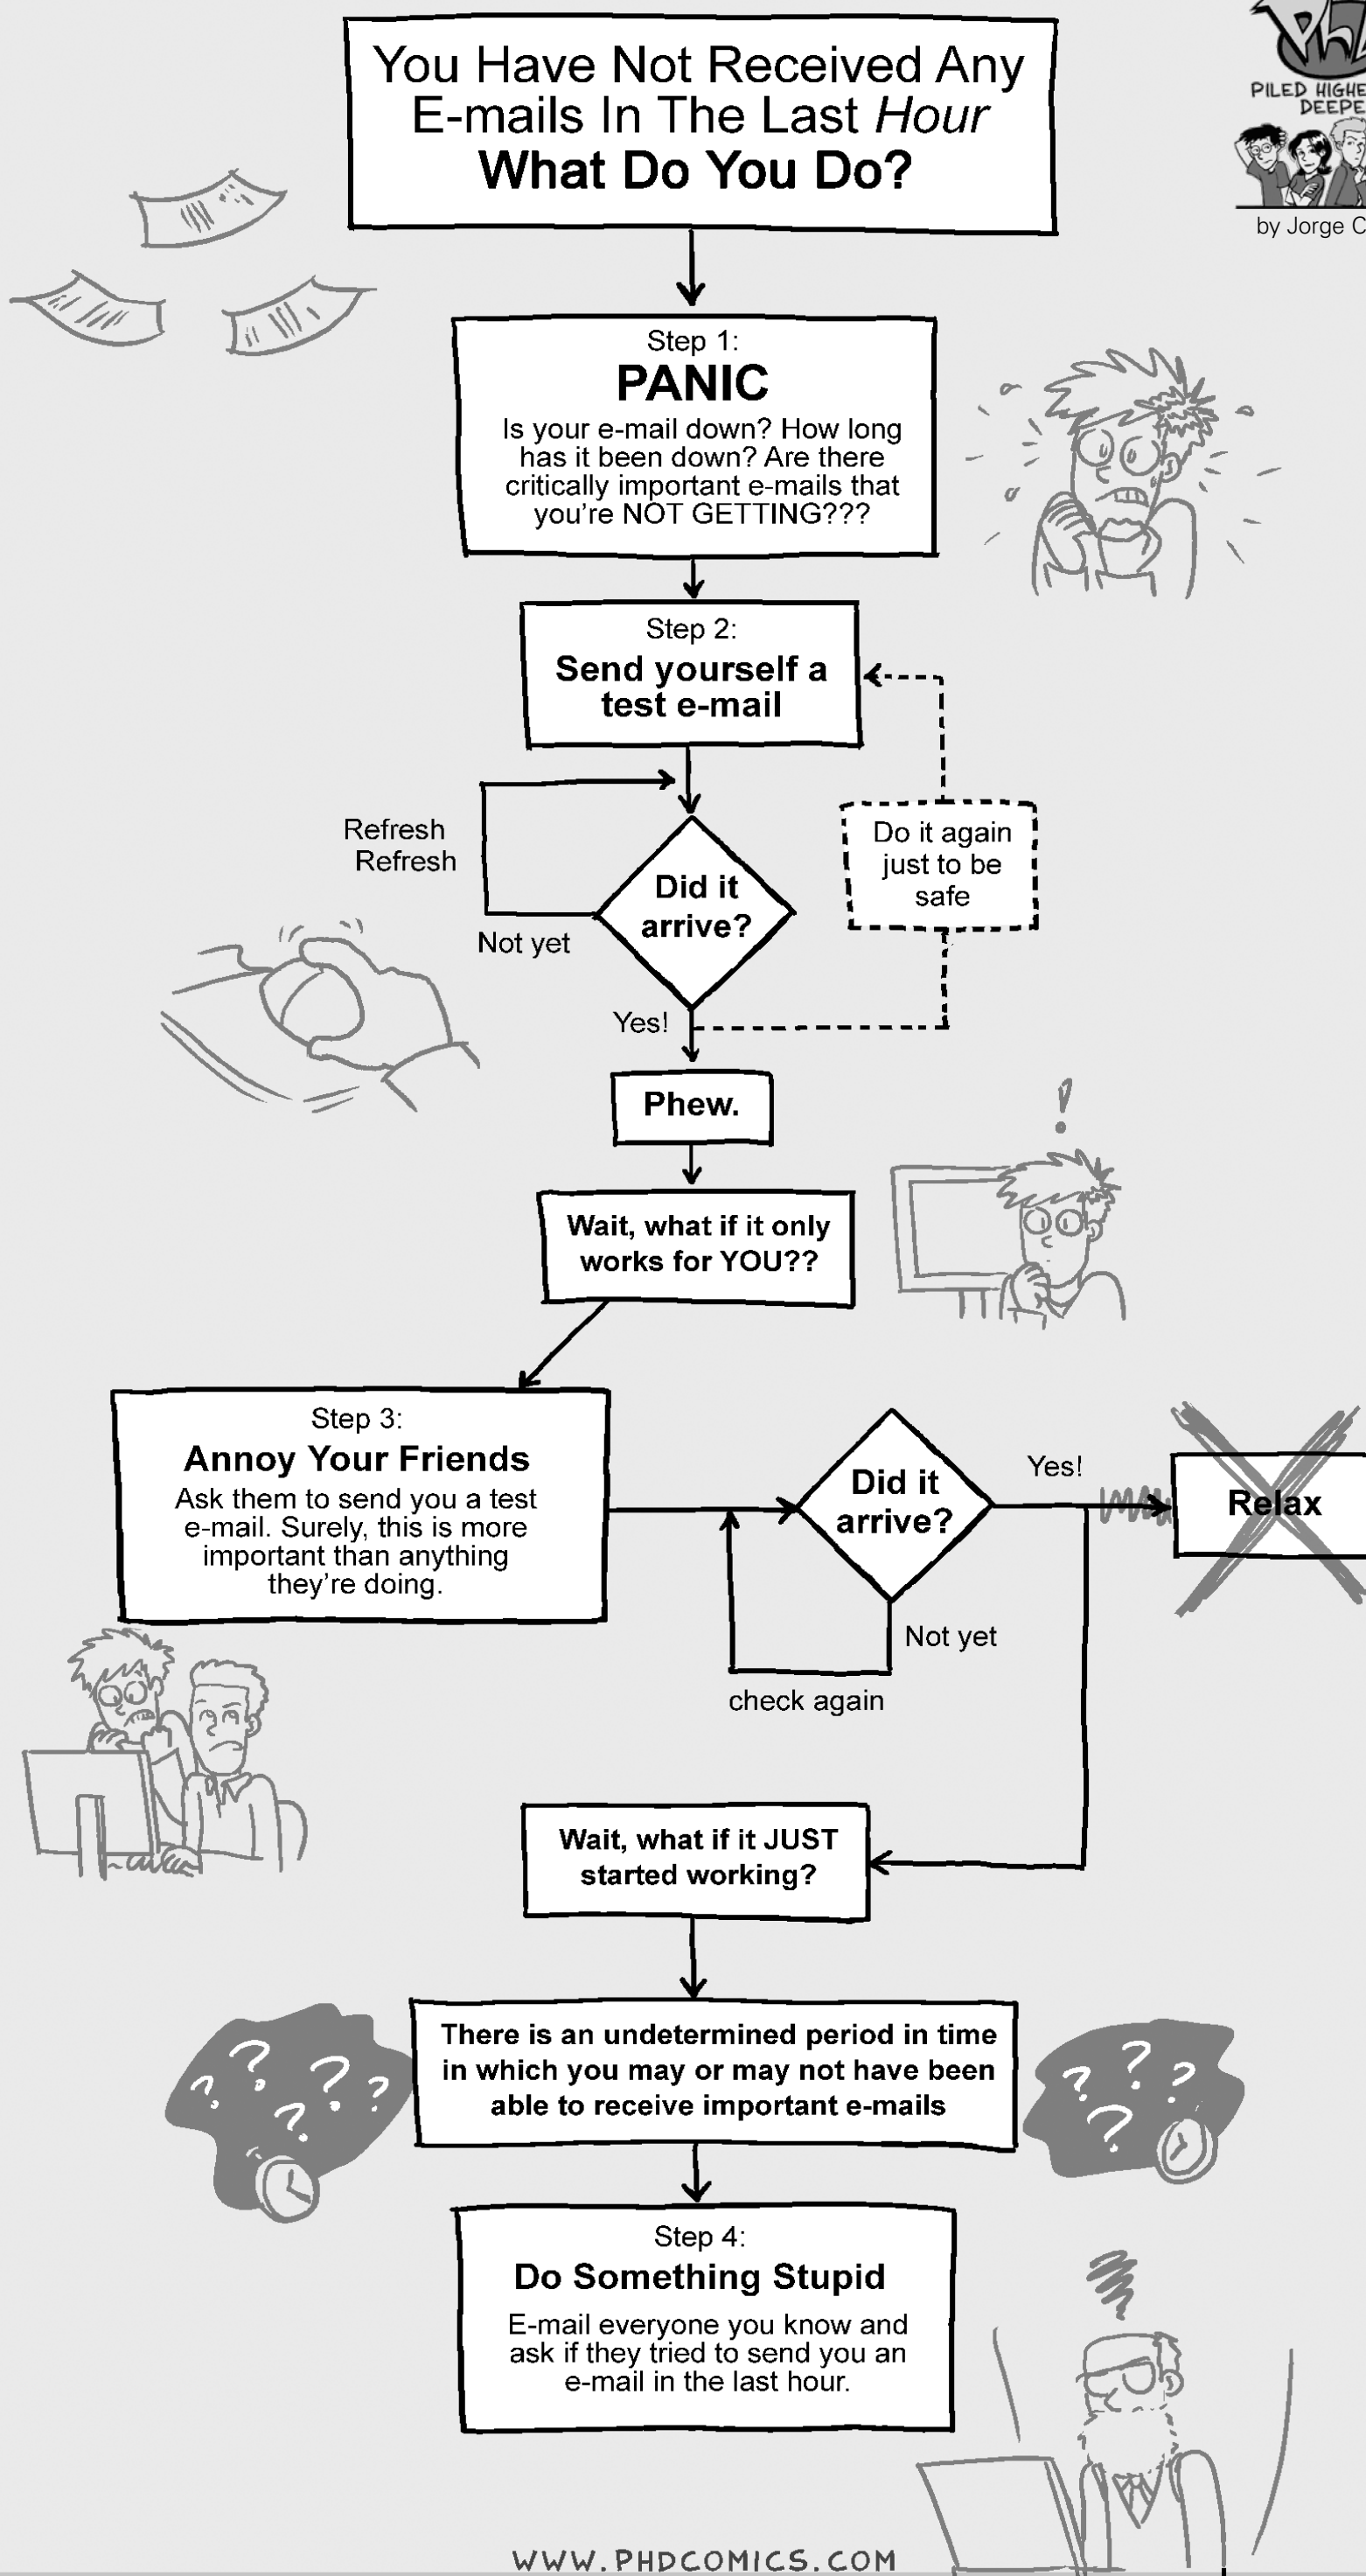 You Have Not Received Any
E-mails In The Last Hour
What Do You Do?
PILED HIGHE
DEEPE
by Jorge C
Step 1:
PANIC
Is your e-mail down? How long
has it been down? Are there
critically important e-mails that
you're NOT GETTING???
Step 2:
Send yourself a
test e-mail
Refresh
Refresh
Did it
arrive?
Not yet
Do it again
just to be
safe
Yes!
Phew.
!
Wait, what if it only
works for YOU??
Step 3:
Annoy Your Friends
Ask them to send you a test
e-mail. Surely, this is more
important than anything
they're doing.
Did it
arrive?
Yes!
Relax
Not yet
check again
Wait, what if it JUST
started working?
There is an undetermined period in time
in which you may or may not have been
able to receive important e-mails
? ? ? ? ?
? ? ? ?
Step 4:
Do Something Stupid
E-mail everyone you know and
ask if they tried to send you an
e-mail in the last hour.
WWW.PHDCOMICS.COM